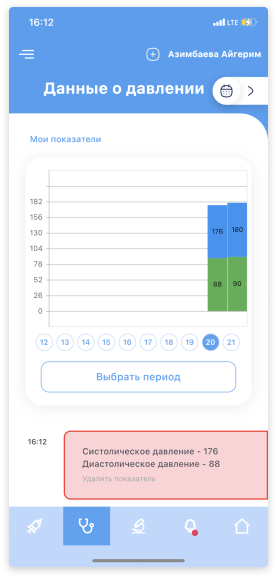 16:12 LTE
Азимбаева Айгерим
Данные о давлении
Мои показатели
182
156
130
104
78
52
26
0
176 180
88 90
12 13 14 15 16 17 18 19 20 21
Выбрать период
16:12
Систолическое давление - 176
Диастолическое давление - 88
Удалить показатель